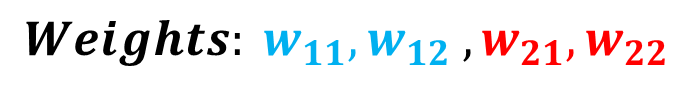 Weights: w₁₁, w₁₂ , w₂₁, w₂₂